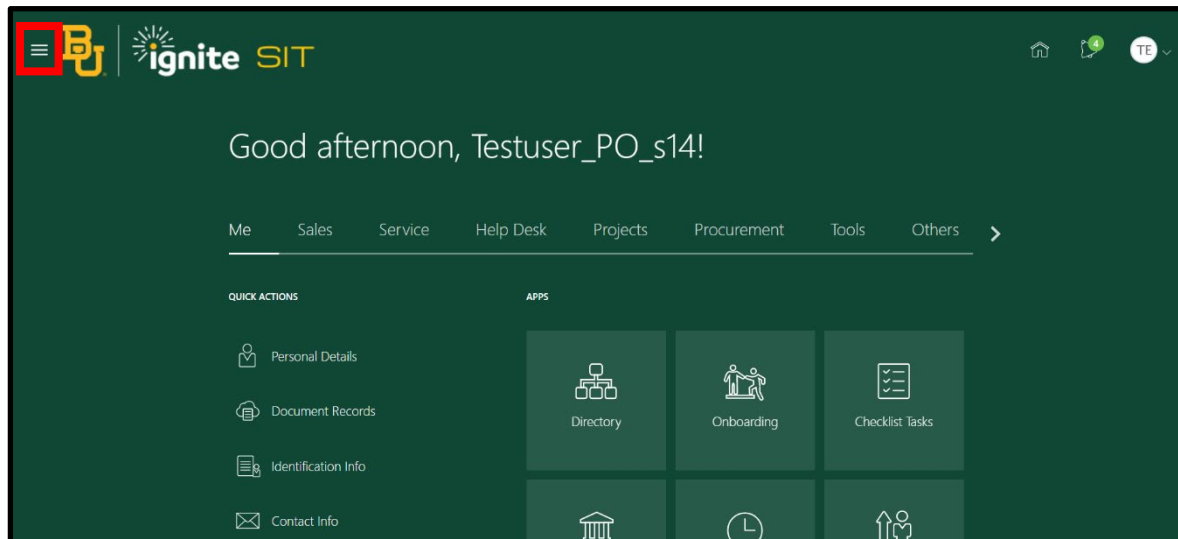 BU ignite SIT
4
TE
Good afternoon, Testuser_PO_s14!
Me Sales Service Help Desk Projects Procurement Tools Others
QUICK ACTIONS
APPS
Personal Details
Document Records
Identification Info
Contact Info
Directory
Onboarding
Checklist Tasks